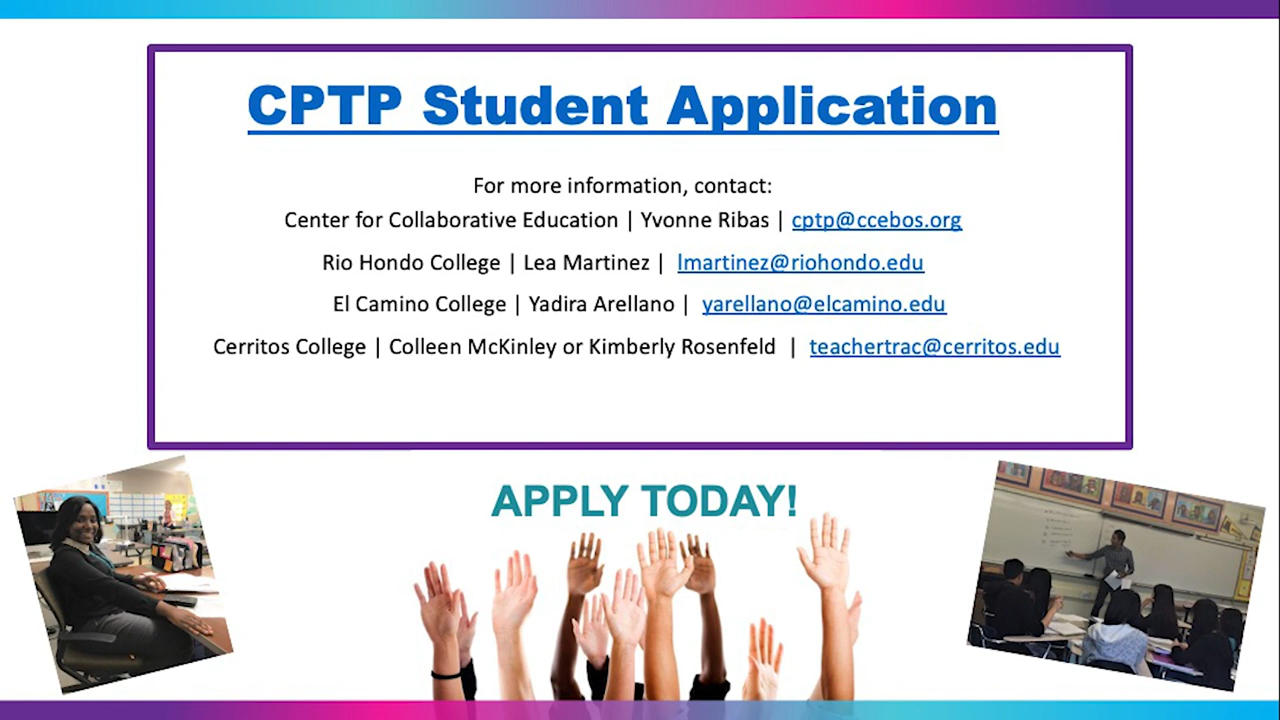 CPTP Student Application
For more information, contact:
Center for Collaborative Education | Yvonne Ribas | cptp@ccebos.org
Rio Hondo College | Lea Martinez | lmartinez@riohondo.edu
El Camino College | Yadira Arellano | yarellano@elcamino.edu
Cerritos College | Colleen McKinley or Kimberly Rosenfeld | teachertrac@cerritos.edu
APPLY TODAY!